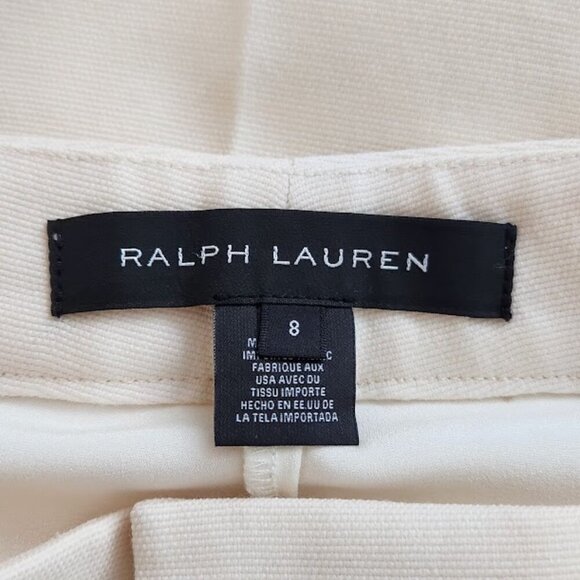 RALPH LAUREN
8
FABRIQUE AUX
USA AVEC DU
TISSU IMPORTE
HECHO EN EE.UU DE
LA TELA IMPORTADA